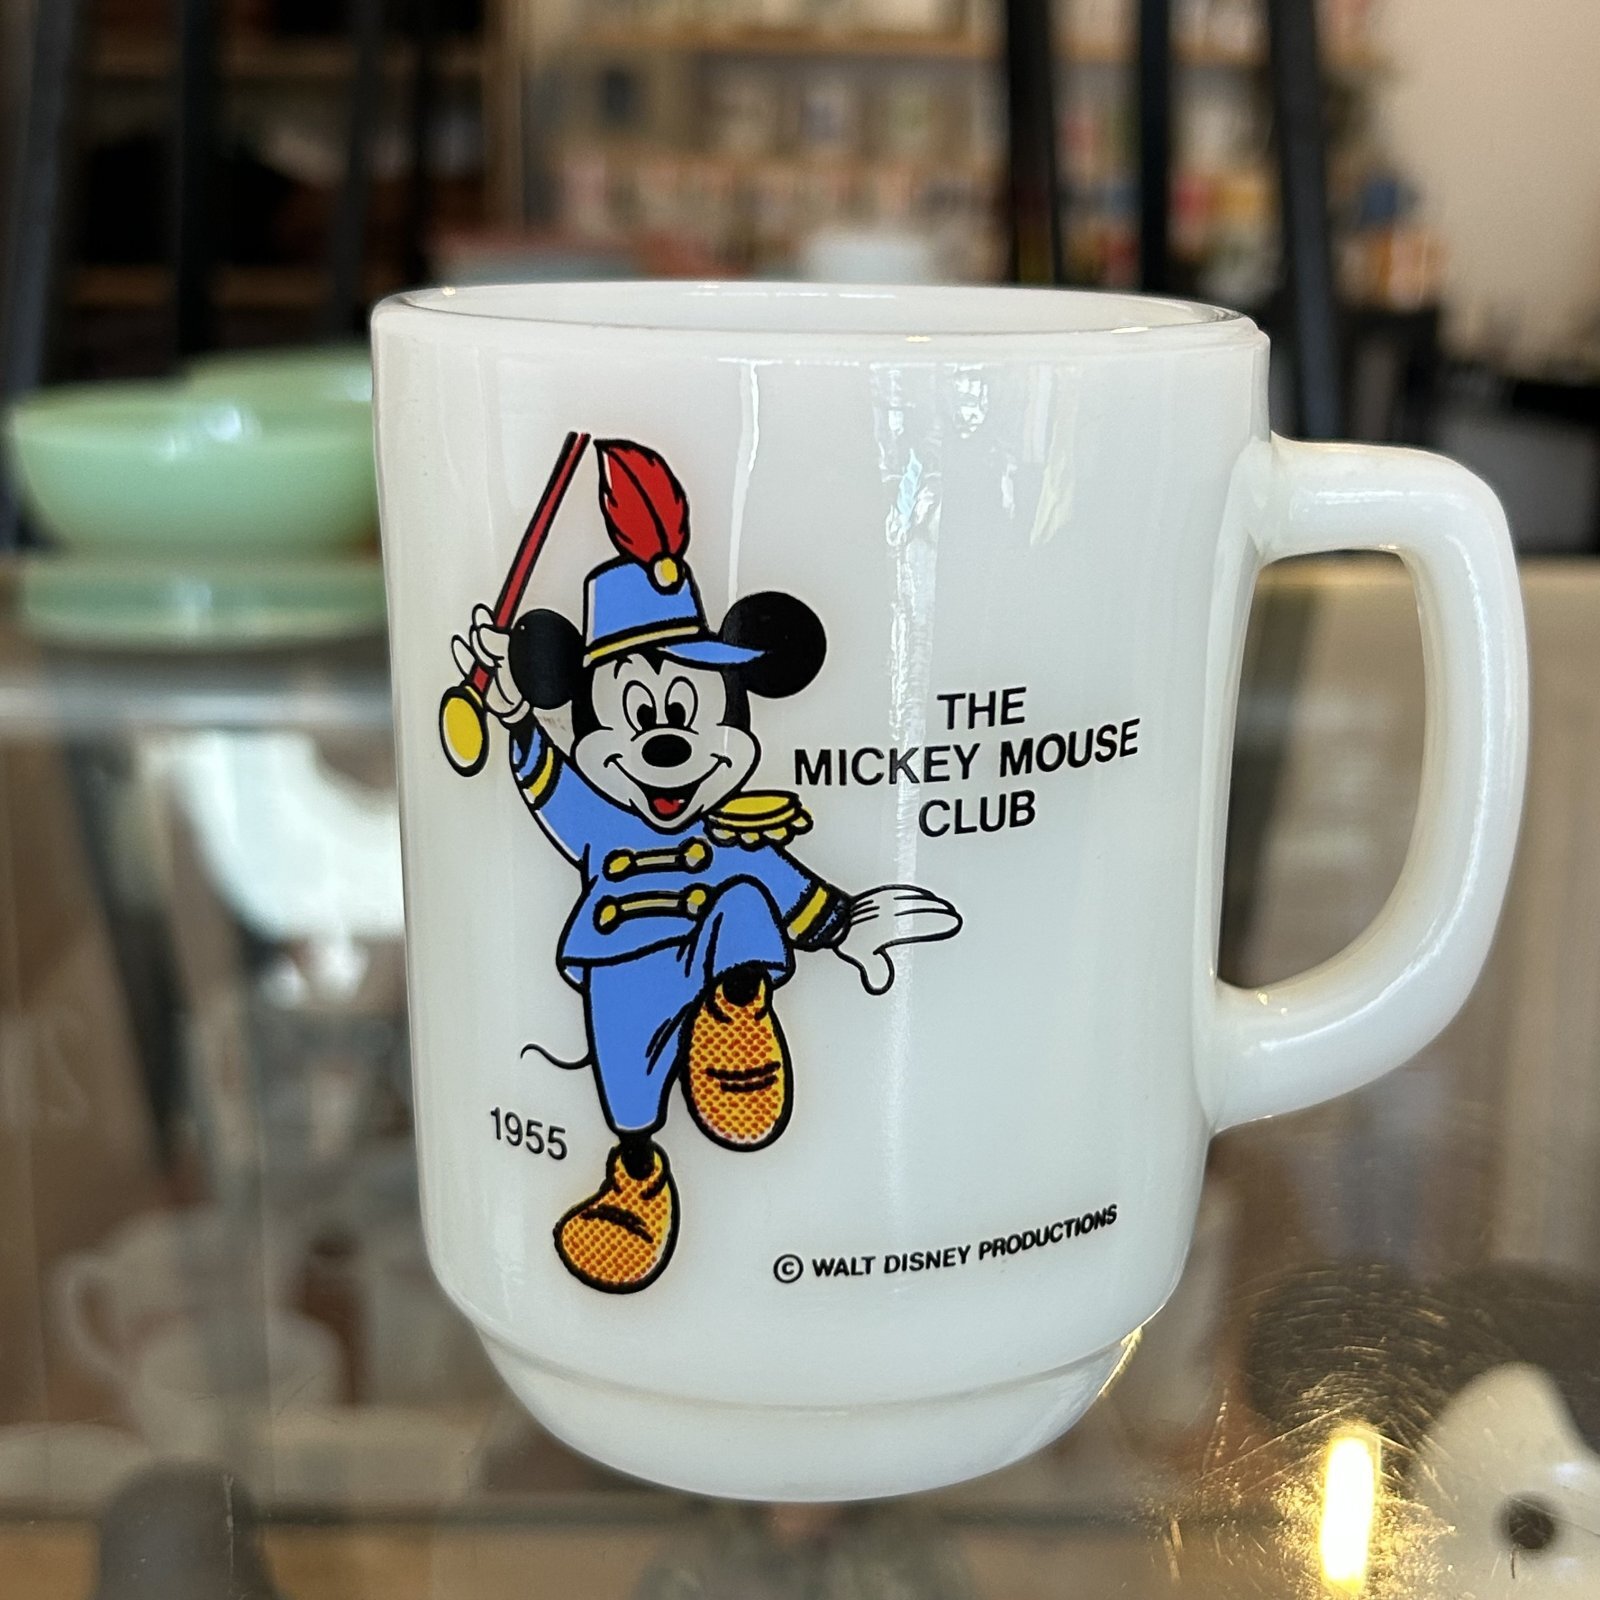 THE
MICKEY MOUSE
CLUB
1955
© WALT DISNEY PRODUCTIONS